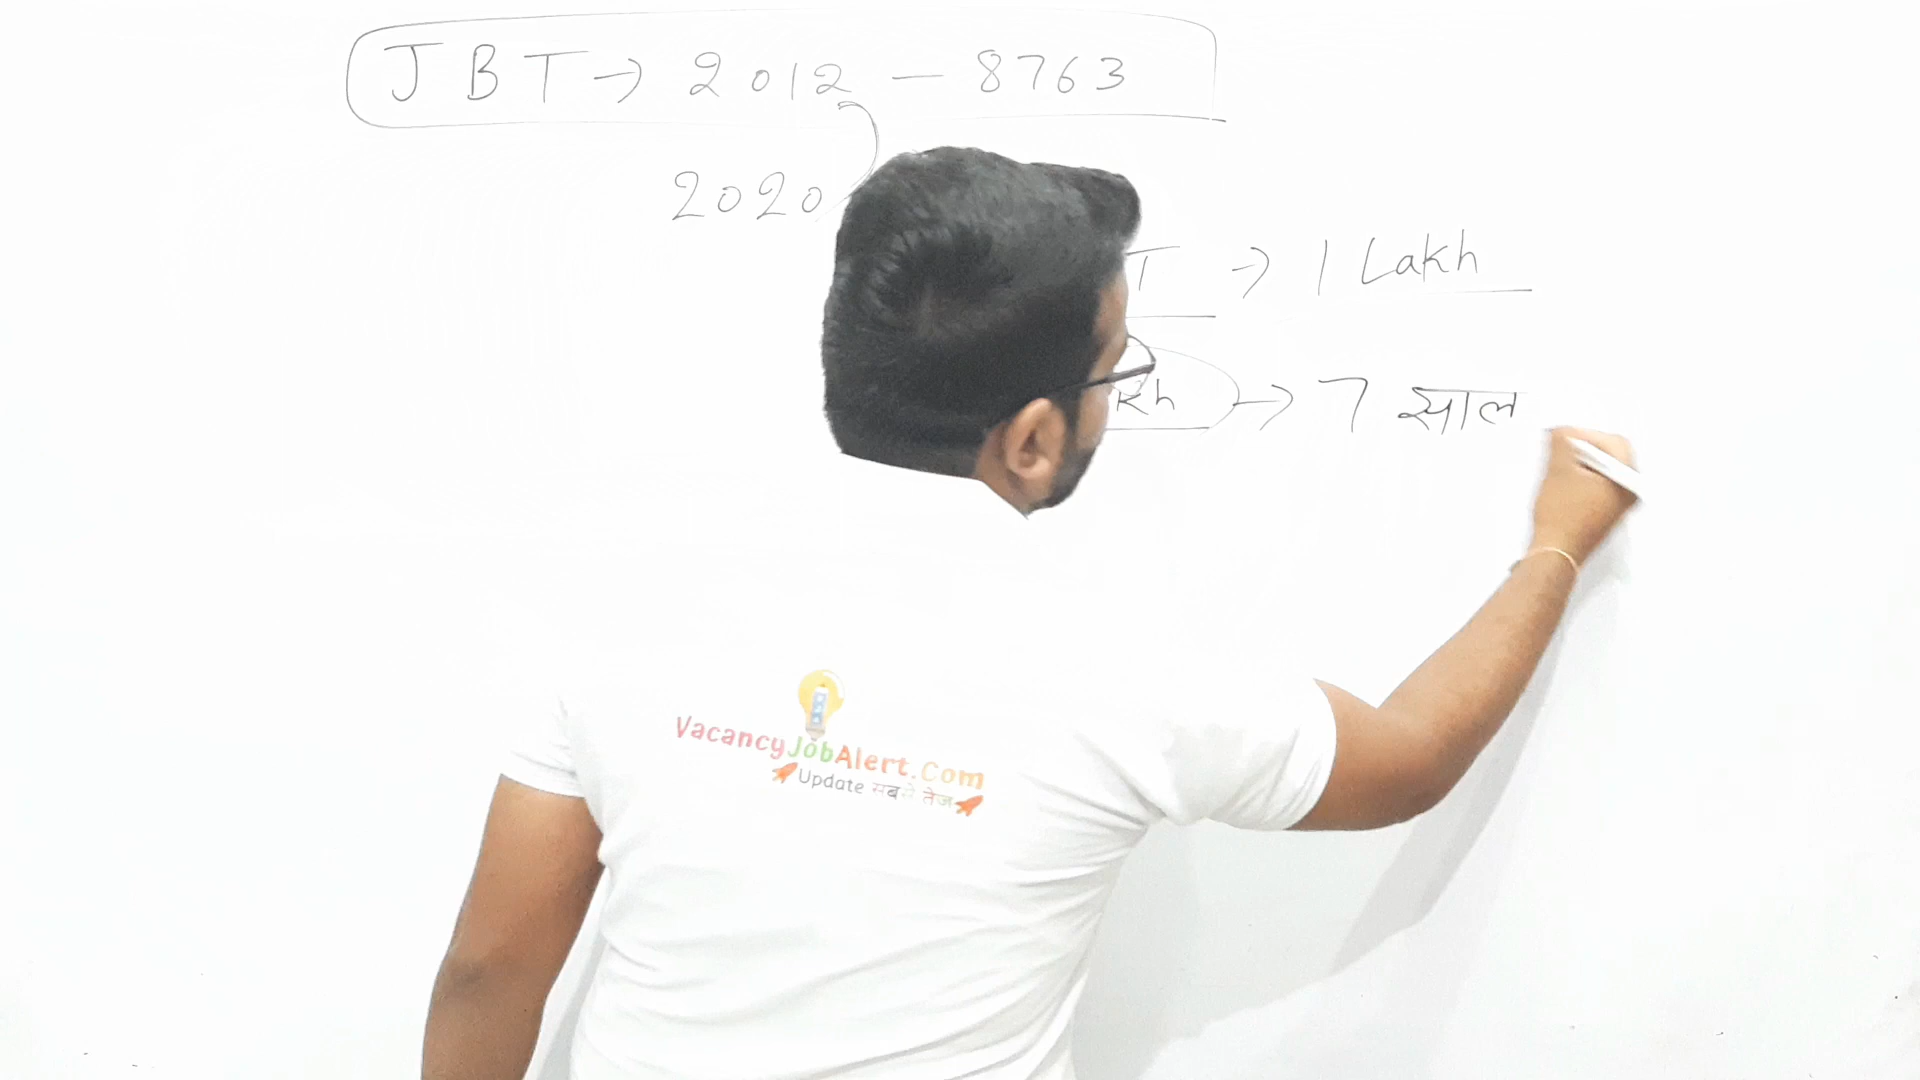 JBT → 2012 — 8763
2020
T → 1 Lakh
kh → 7 साल
VacancyJobAlert.Com
Update सबसे तेज